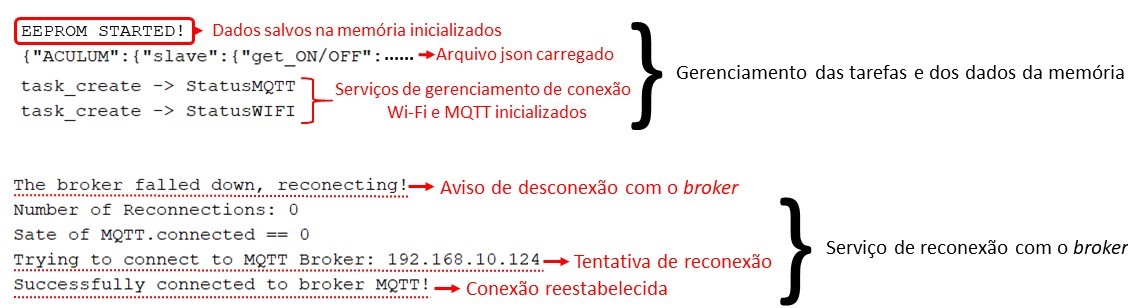 EEPROM STARTED! Dados salvos na memória inicializados
{"ACULUM":{"slave":{"get_ON/OFF":...... Arquivo json carregado
Gerenciamento das tarefas e dos dados da memória
task_create -> StatusMQTT
task_create -> StatusWIFI
Serviços de gerenciamento de conexão
Wi-Fi e MQTT inicializados
The broker falled down, reconecting! Aviso de desconexão com o broker
Number of Reconnections: 0
Sate of MQTT.connected == 0
Serviço de reconexão com o broker
Trying to connect to MQTT Broker: 192.168.10.124 Tentativa de reconexão
Successfully connected to broker MQTT! Conexão reestabelecida